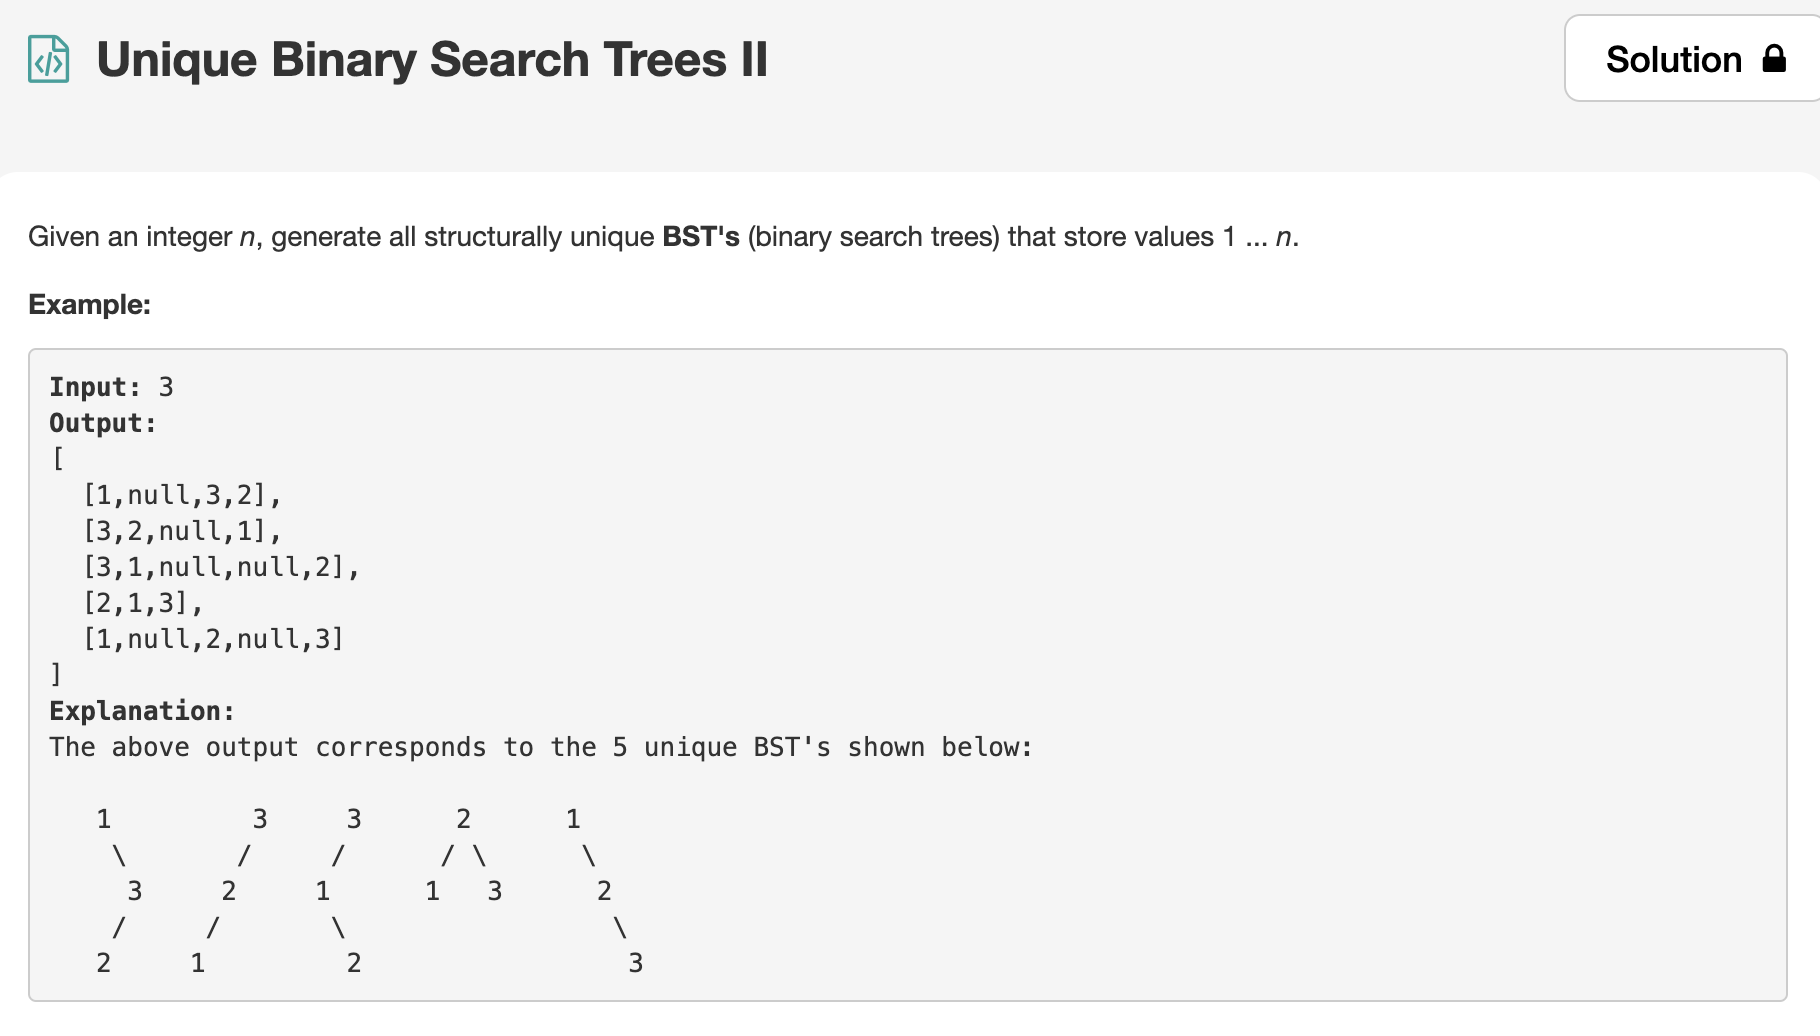 </> Unique Binary Search Trees II
Solution
Given an integer n, generate all structurally unique BST's (binary search trees) that store values 1 ... n.
Example:
Input: 3
Output:
[
  [1,null,3,2],
  [3,2,null,1],
  [3,1,null,null,2],
  [2,1,3],
  [1,null,2,null,3]
]
Explanation:
The above output corresponds to the 5 unique BST's shown below:
   1         3     3      2      1
    \       /     /      / \      \
     3     2     1      1   3      2
    /     /       \                 \
   2     1         2                 3